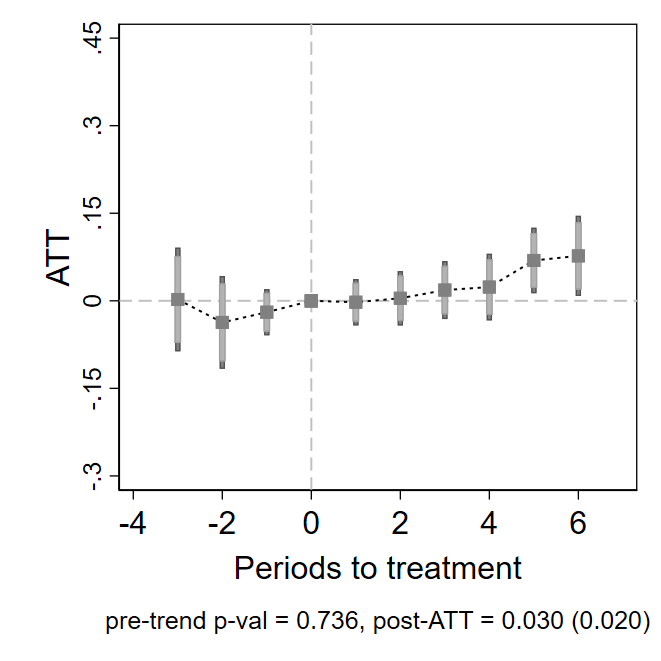 .45
.3
.15
0
-.15
-.3
ATT
-4 -2 0 2 4 6
Periods to treatment
pre-trend p-val = 0.736, post-ATT = 0.030 (0.020)